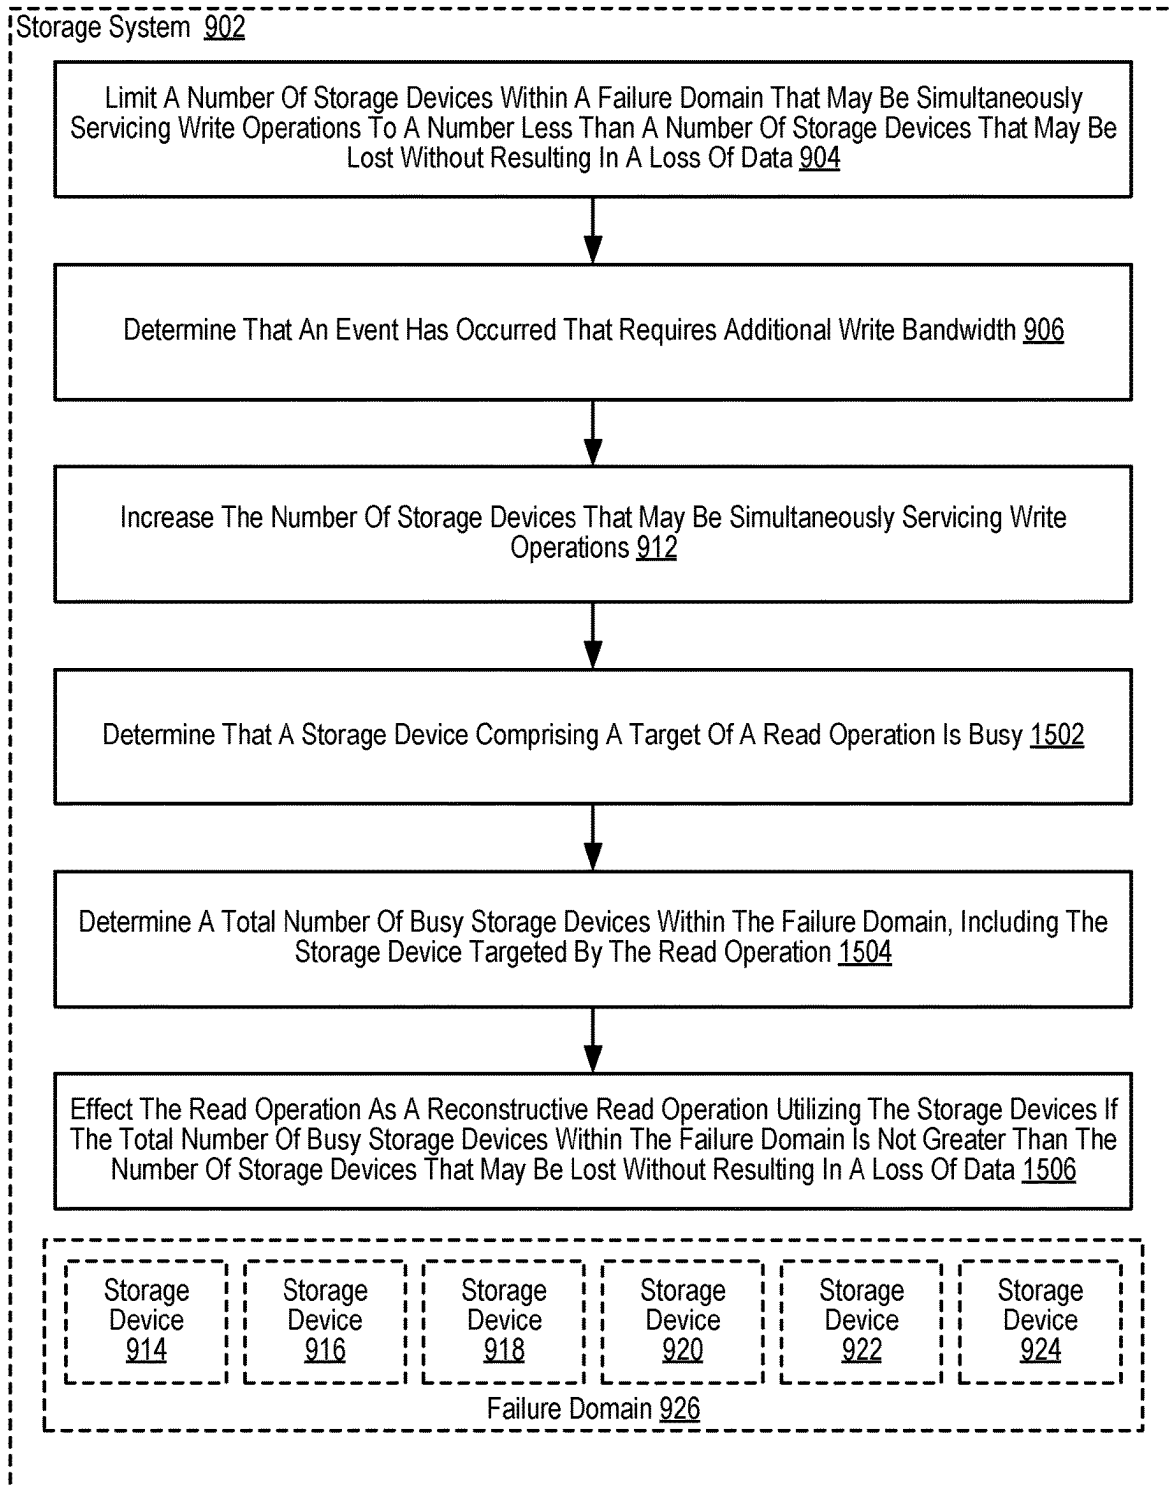 Storage System 902
Limit A Number Of Storage Devices Within A Failure Domain That May Be Simultaneously
Servicing Write Operations To A Number Less Than A Number Of Storage Devices That May Be
Lost Without Resulting In A Loss Of Data 904
Determine That An Event Has Occurred That Requires Additional Write Bandwidth 906
Increase The Number Of Storage Devices That May Be Simultaneously Servicing Write
Operations 912
Determine That A Storage Device Comprising A Target Of A Read Operation Is Busy 1502
Determine A Total Number Of Busy Storage Devices Within The Failure Domain, Including The
Storage Device Targeted By The Read Operation 1504
Effect The Read Operation As A Reconstructive Read Operation Utilizing The Storage Devices If
The Total Number Of Busy Storage Devices Within The Failure Domain Is Not Greater Than The
Number Of Storage Devices That May Be Lost Without Resulting In A Loss Of Data 1506
Storage
Device
914
Storage
Device
916
Storage
Device
918
Storage
Device
920
Storage
Device
922
Storage
Device
924
Failure Domain 926